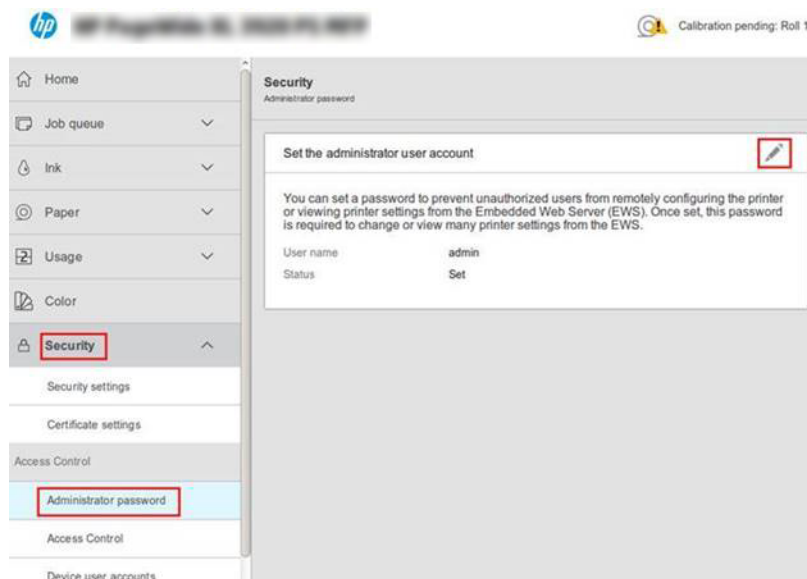 hp
Calibration pending: Roll 1
Home
Job queue
Ink
Paper
Usage
Color
Security
Security settings
Certificate settings
Access Control
Administrator password
Access Control
Device user accounts
Security
Administrator password
Set the administrator user account
You can set a password to prevent unauthorized users from remotely configuring the printer
or viewing printer settings from the Embedded Web Server (EWS). Once set, this password
is required to change or view many printer settings from the EWS.
User name admin
Status Set